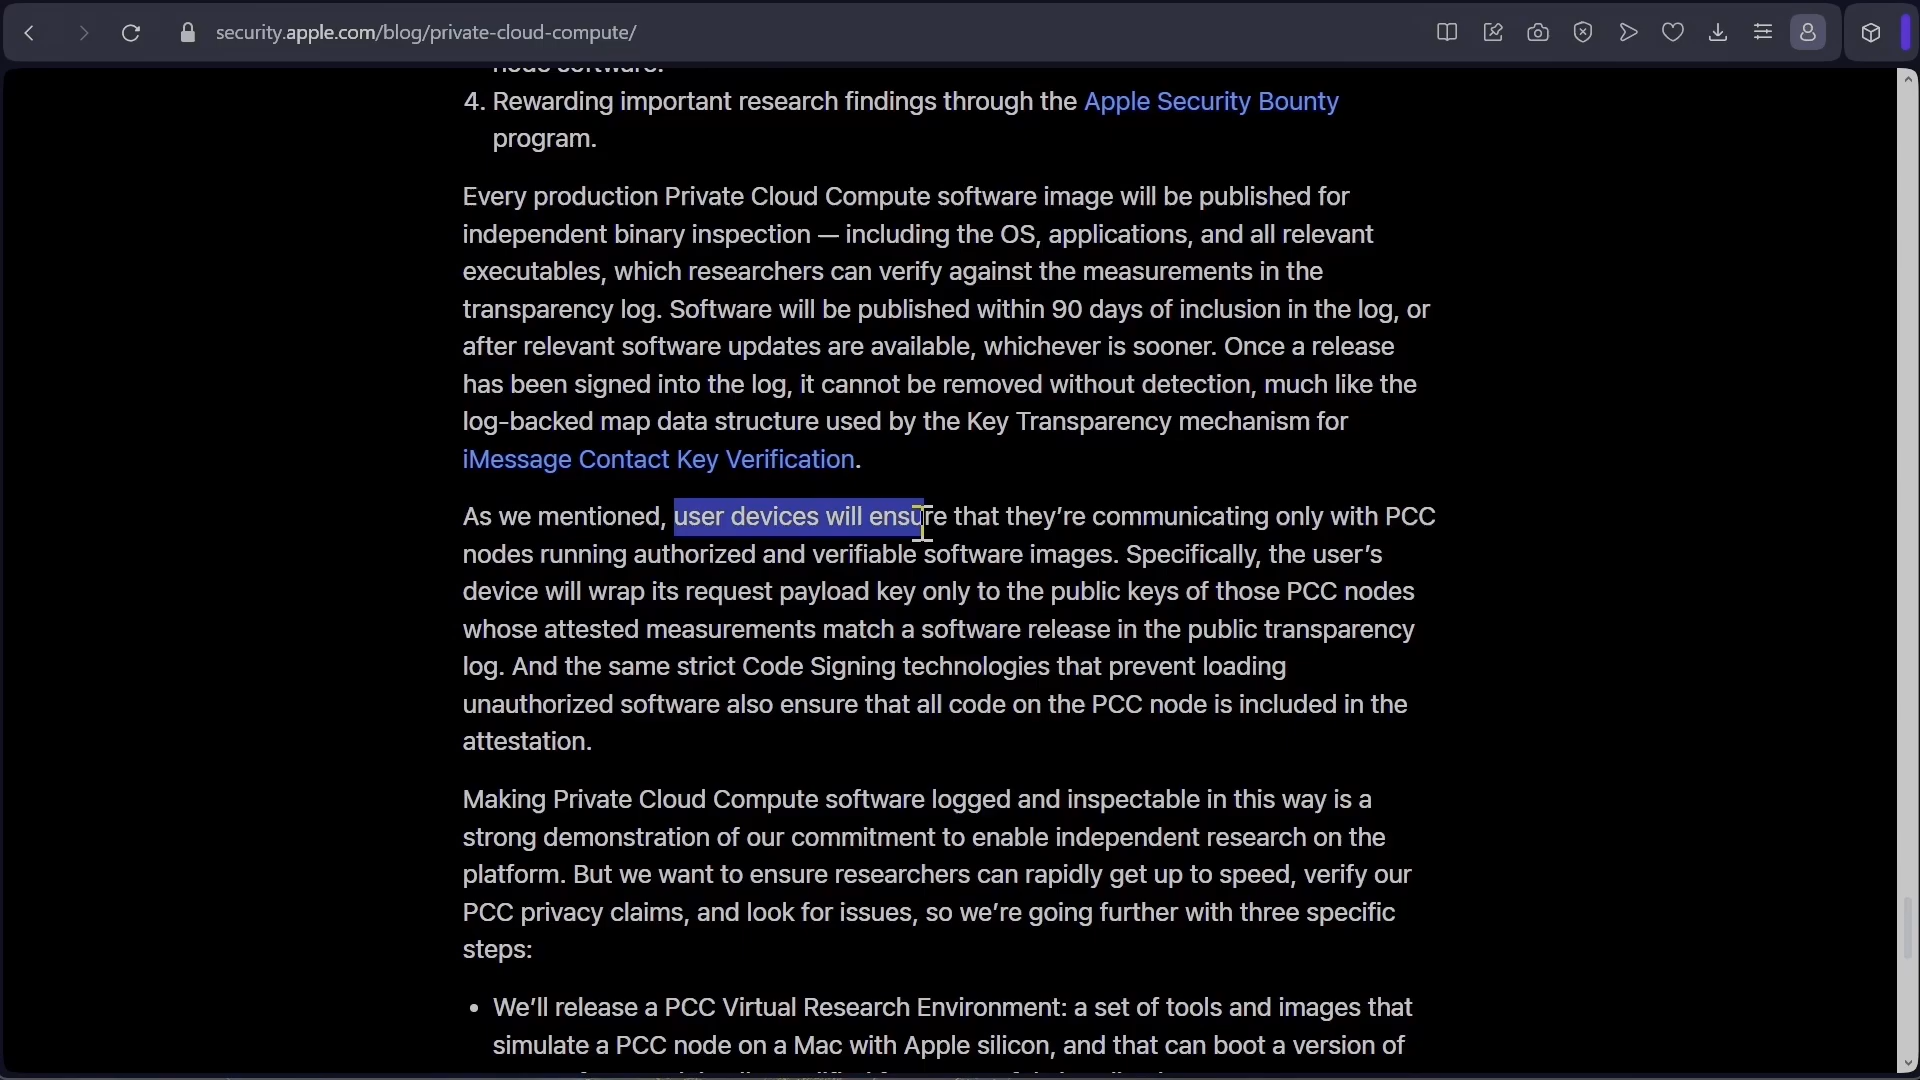 security.apple.com/blog/private-cloud-compute/
node software.
4. Rewarding important research findings through the Apple Security Bounty
program.
Every production Private Cloud Compute software image will be published for
independent binary inspection — including the OS, applications, and all relevant
executables, which researchers can verify against the measurements in the
transparency log. Software will be published within 90 days of inclusion in the log, or
after relevant software updates are available, whichever is sooner. Once a release
has been signed into the log, it cannot be removed without detection, much like the
log-backed map data structure used by the Key Transparency mechanism for
iMessage Contact Key Verification.
As we mentioned, user devices will ensure that they’re communicating only with PCC
nodes running authorized and verifiable software images. Specifically, the user’s
device will wrap its request payload key only to the public keys of those PCC nodes
whose attested measurements match a software release in the public transparency
log. And the same strict Code Signing technologies that prevent loading
unauthorized software also ensure that all code on the PCC node is included in the
attestation.
Making Private Cloud Compute software logged and inspectable in this way is a
strong demonstration of our commitment to enable independent research on the
platform. But we want to ensure researchers can rapidly get up to speed, verify our
PCC privacy claims, and look for issues, so we’re going further with three specific
steps:
• We’ll release a PCC Virtual Research Environment: a set of tools and images that
simulate a PCC node on a Mac with Apple silicon, and that can boot a version of